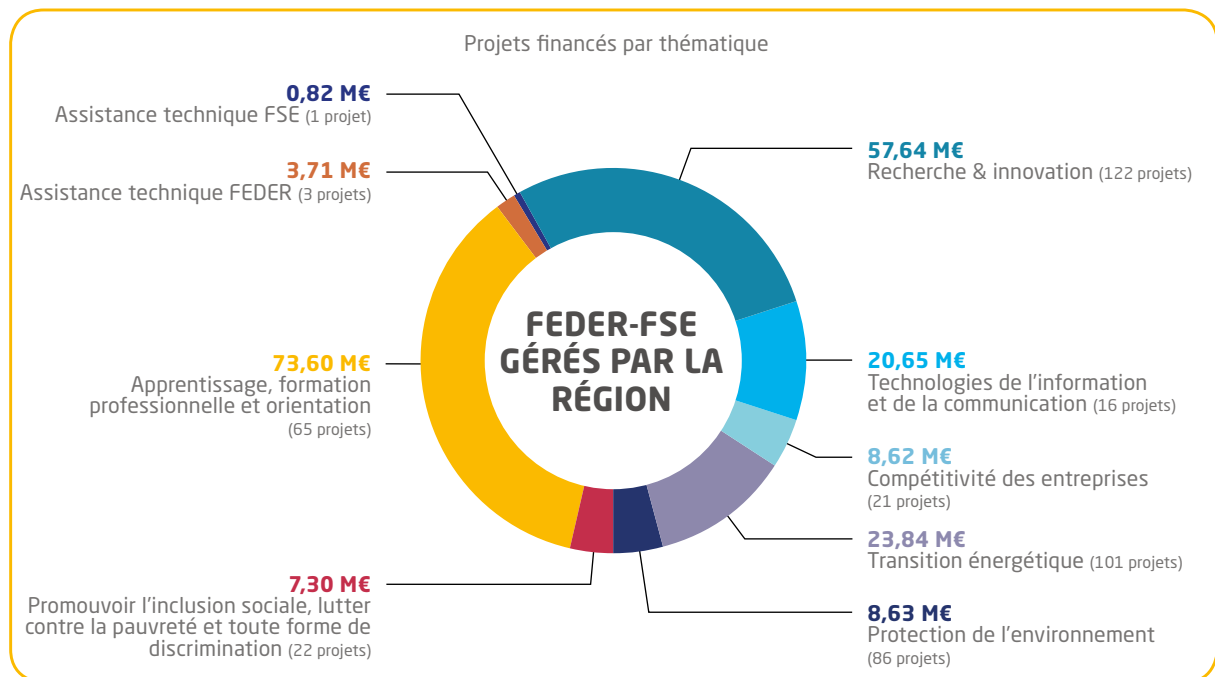 Projets financés par thématique
0,82 M€
Assistance technique FSE (1 projet)
3,71 M€
Assistance technique FEDER (3 projets)
73,60 M€
Apprentissage, formation
professionnelle et orientation
(65 projets)
7,30 M€
Promouvoir l'inclusion sociale, lutter
contre la pauvreté et toute forme de
discrimination (22 projets)
FEDER-FSE
GÉRÉS PAR LA
RÉGION
57,64 M€
Recherche & innovation (122 projets)
20,65 M€
Technologies de l'information
et de la communication (16 projets)
8,62 M€
Compétitivité des entreprises
(21 projets)
23,84 M€
Transition énergétique (101 projets)
8,63 M€
Protection de l'environnement
(86 projets)